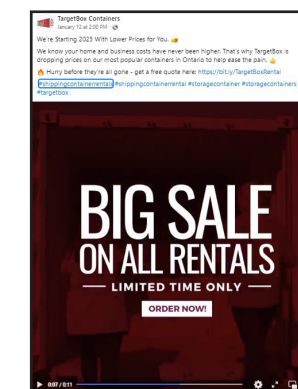 TargetBox Containers
January 12 at 2:00 PM ·
We're Starting 2023 With Lower Prices for You. 👍
We know your home and business costs have never been higher. That's why TargetBox is
dropping prices on our most popular containers in Ontario to help ease the pain. 👍
🔥 Hurry before they're all gone - get a free quote here: https://bit.ly/TargetBoxRental
#shippingcontainerrentals #shippingcontainerrental #storagecontainer #storagecontainers
#targetbox
BIG SALE
ON ALL RENTALS
LIMITED TIME ONLY
ORDER NOW!
0:07 / 0:11